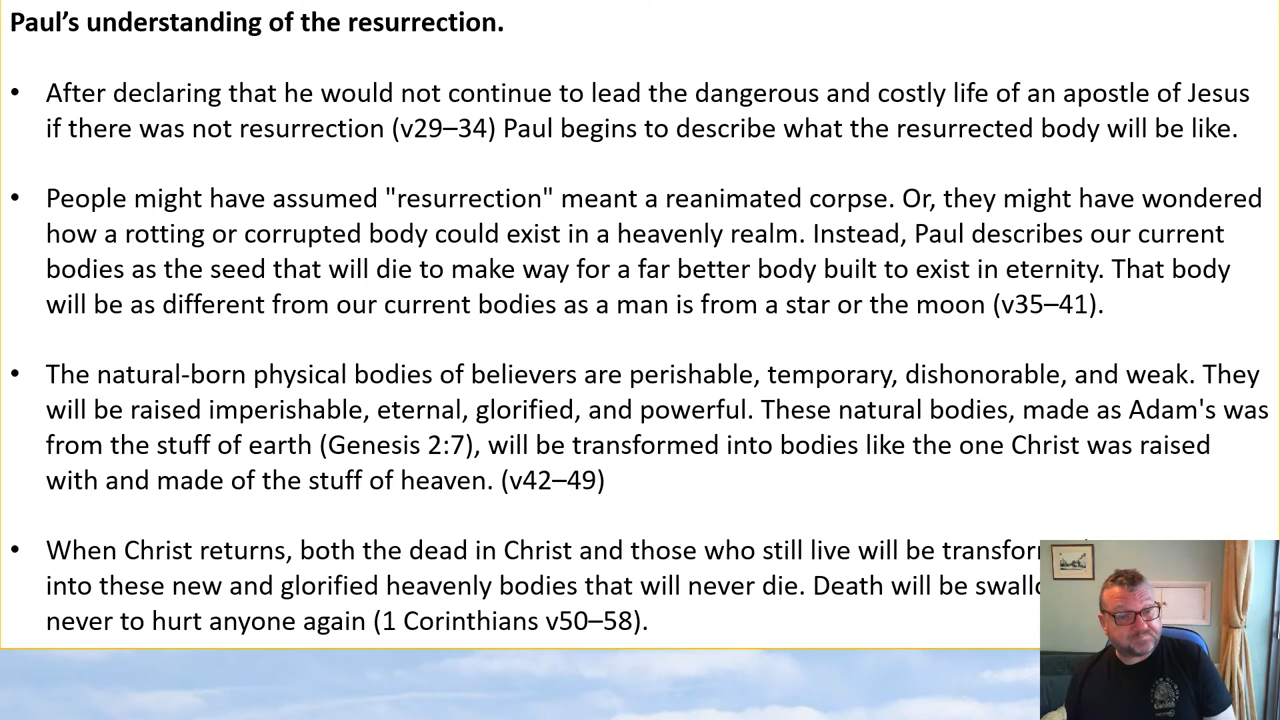 Paul’s understanding of the resurrection.
• After declaring that he would not continue to lead the dangerous and costly life of an apostle of Jesus
if there was not resurrection (v29–34) Paul begins to describe what the resurrected body will be like.
• People might have assumed "resurrection" meant a reanimated corpse. Or, they might have wondered
how a rotting or corrupted body could exist in a heavenly realm. Instead, Paul describes our current
bodies as the seed that will die to make way for a far better body built to exist in eternity. That body
will be as different from our current bodies as a man is from a star or the moon (v35–41).
• The natural-born physical bodies of believers are perishable, temporary, dishonorable, and weak. They
will be raised imperishable, eternal, glorified, and powerful. These natural bodies, made as Adam's was
from the stuff of earth (Genesis 2:7), will be transformed into bodies like the one Christ was raised
with and made of the stuff of heaven. (v42–49)
• When Christ returns, both the dead in Christ and those who still live will be
into these new and glorified heavenly bodies that will never die. Death will be
never to hurt anyone again (1 Corinthians v50–58).